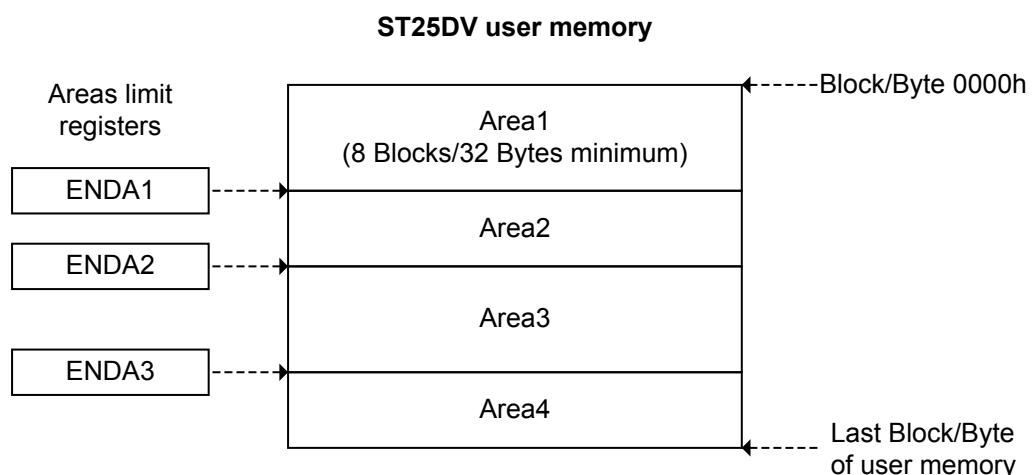 ST25DV user memory
Areas limit
registers
Block/Byte 0000h
Area1
(8 Blocks/32 Bytes minimum)
ENDA1
Area2
ENDA2
Area3
ENDA3
Area4
Last Block/Byte
of user memory